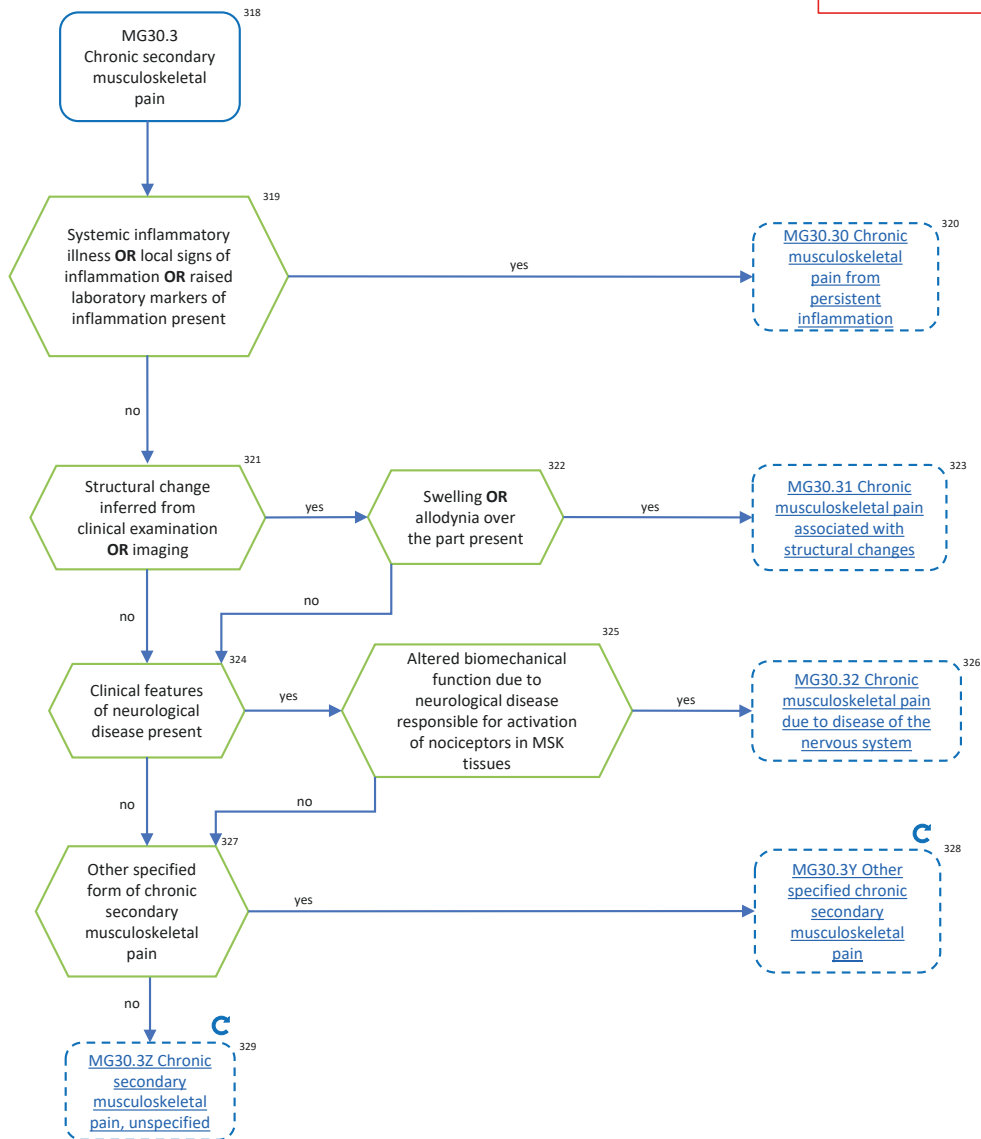 318
MG30.3
Chronic secondary
musculoskeletal
pain
319
Systemic inflammatory
illness OR local signs of
inflammation OR raised
laboratory markers of
inflammation present
yes
320
MG30.30 Chronic
musculoskeletal
pain from
persistent
inflammation
no
321
Structural change
inferred from
clinical examination
OR imaging
yes
322
Swelling OR
allodynia over
the part present
yes
323
MG30.31 Chronic
musculoskeletal pain
associated with
structural changes
no
no
324
Clinical features
of neurological
disease present
yes
325
Altered biomechanical
function due to
neurological disease
responsible for activation
of nociceptors in MSK
tissues
yes
326
MG30.32 Chronic
musculoskeletal pain
due to disease of the
nervous system
no
no
327
Other specified
form of chronic
secondary
musculoskeletal
pain
yes
328
MG30.3Y Other
specified chronic
secondary
musculoskeletal
pain
no
329
MG30.3Z Chronic
secondary
musculoskeletal
pain, unspecified